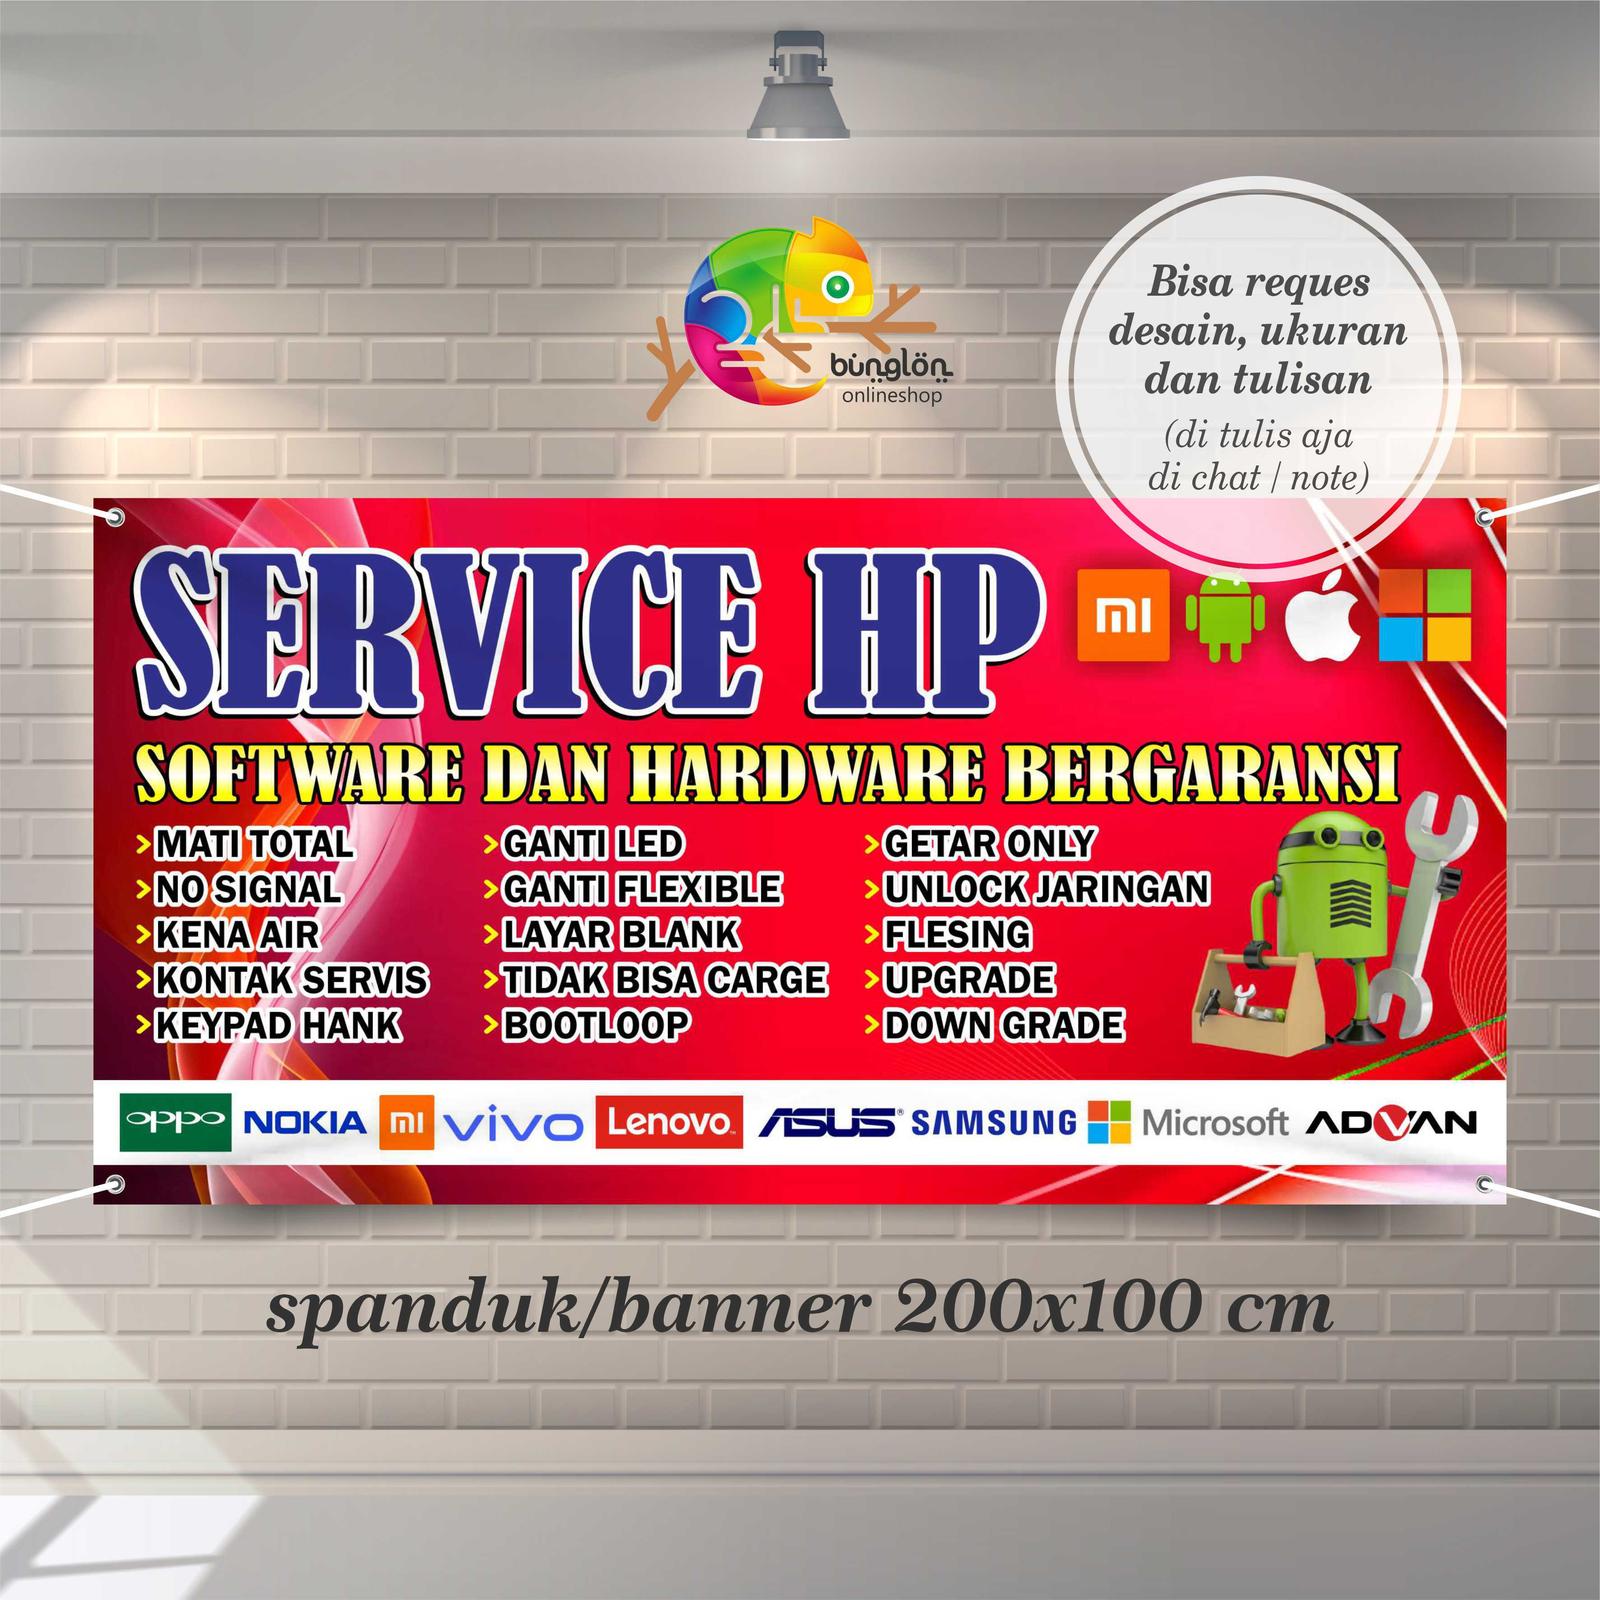 bunglön
onlineshop
Bisa reques
desain, ukuran
dan tulisan
(di tulis aja
di chat / note)
SERVICE HP
mi
SOFTWARE DAN HARDWARE BERGARANSI
>MATI TOTAL
>NO SIGNAL
>KENA AIR
>KONTAK SERVIS
>KEYPAD HANK
>GANTI LED
>GANTI FLEXIBLE
>LAYAR BLANK
>TIDAK BISA CARGE
>BOOTLOOP
>GETAR ONLY
>UNLOCK JARINGAN
>FLESING
>UPGRADE
>DOWN GRADE
oppo NOKIA mi vivo Lenovo ASUS® SAMSUNG Microsoft ADVAN
spanduk/banner 200x100 cm